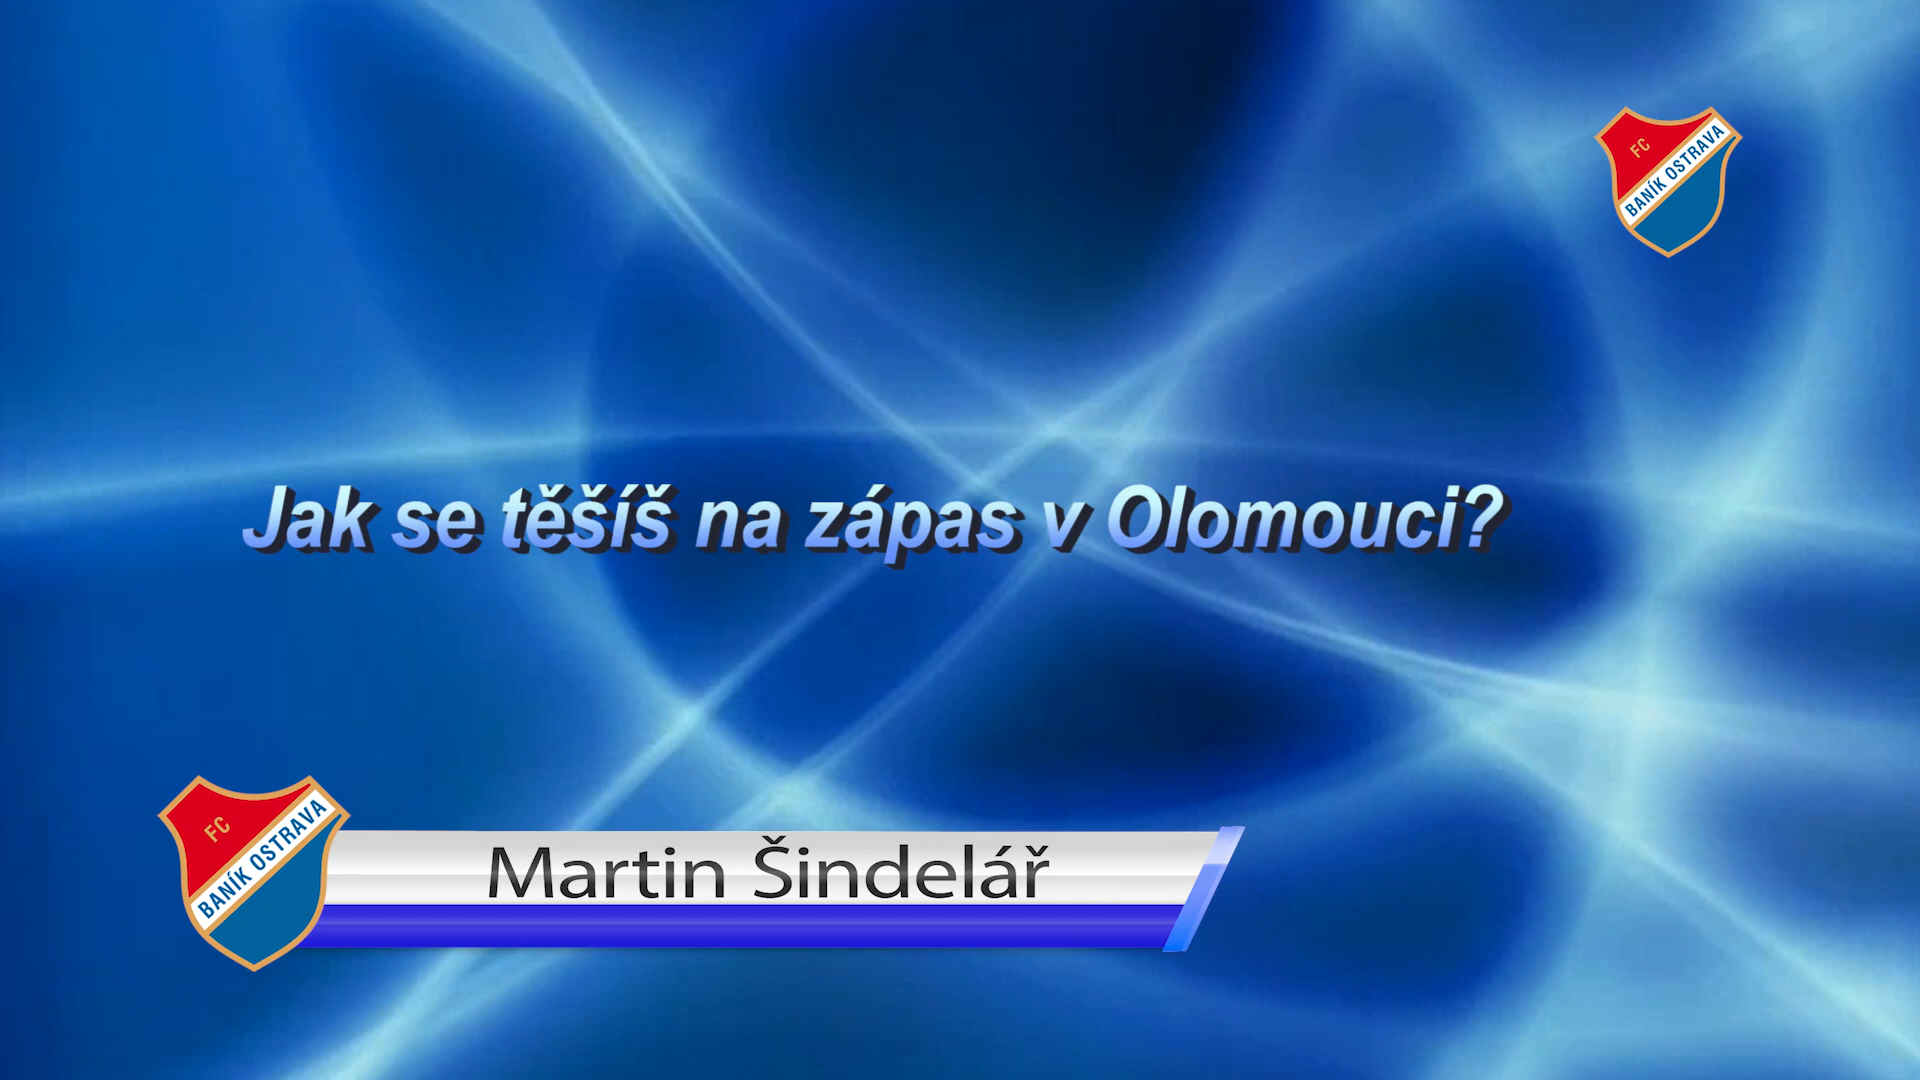 FC
BANÍK OSTRAVA
Jak se těšíš na zápas v Olomouci?
FC
BANÍK OSTRAVA
Martin Šindelář